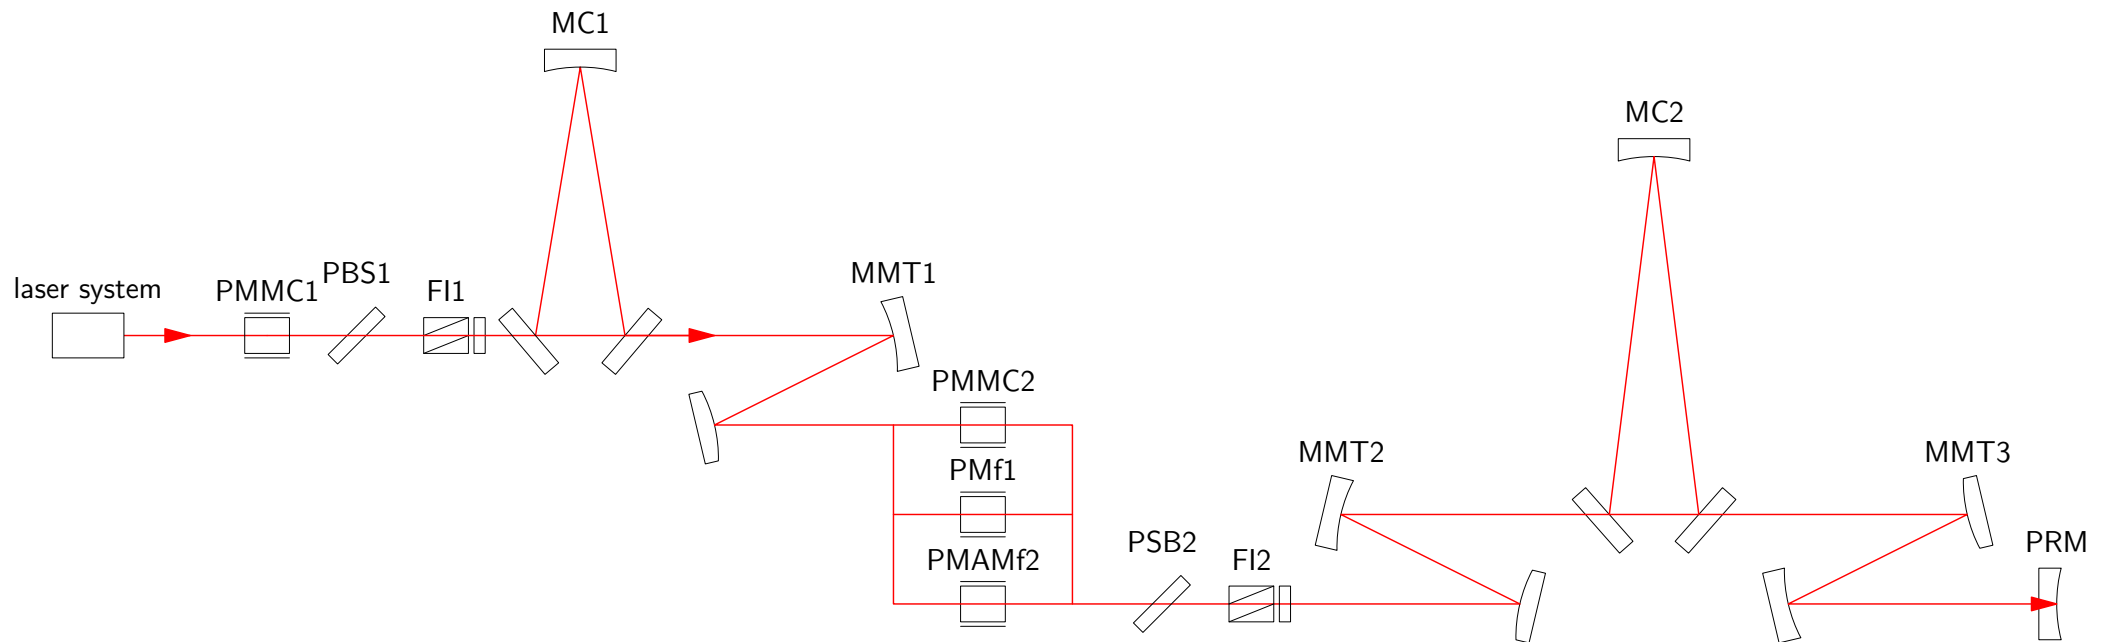 MC1
MC2
laser system
PMMC1
PBS1
FI1
MMT1
PMMC2
PMf1
PMAMf2
PSB2
FI2
MMT2
MMT3
PRM